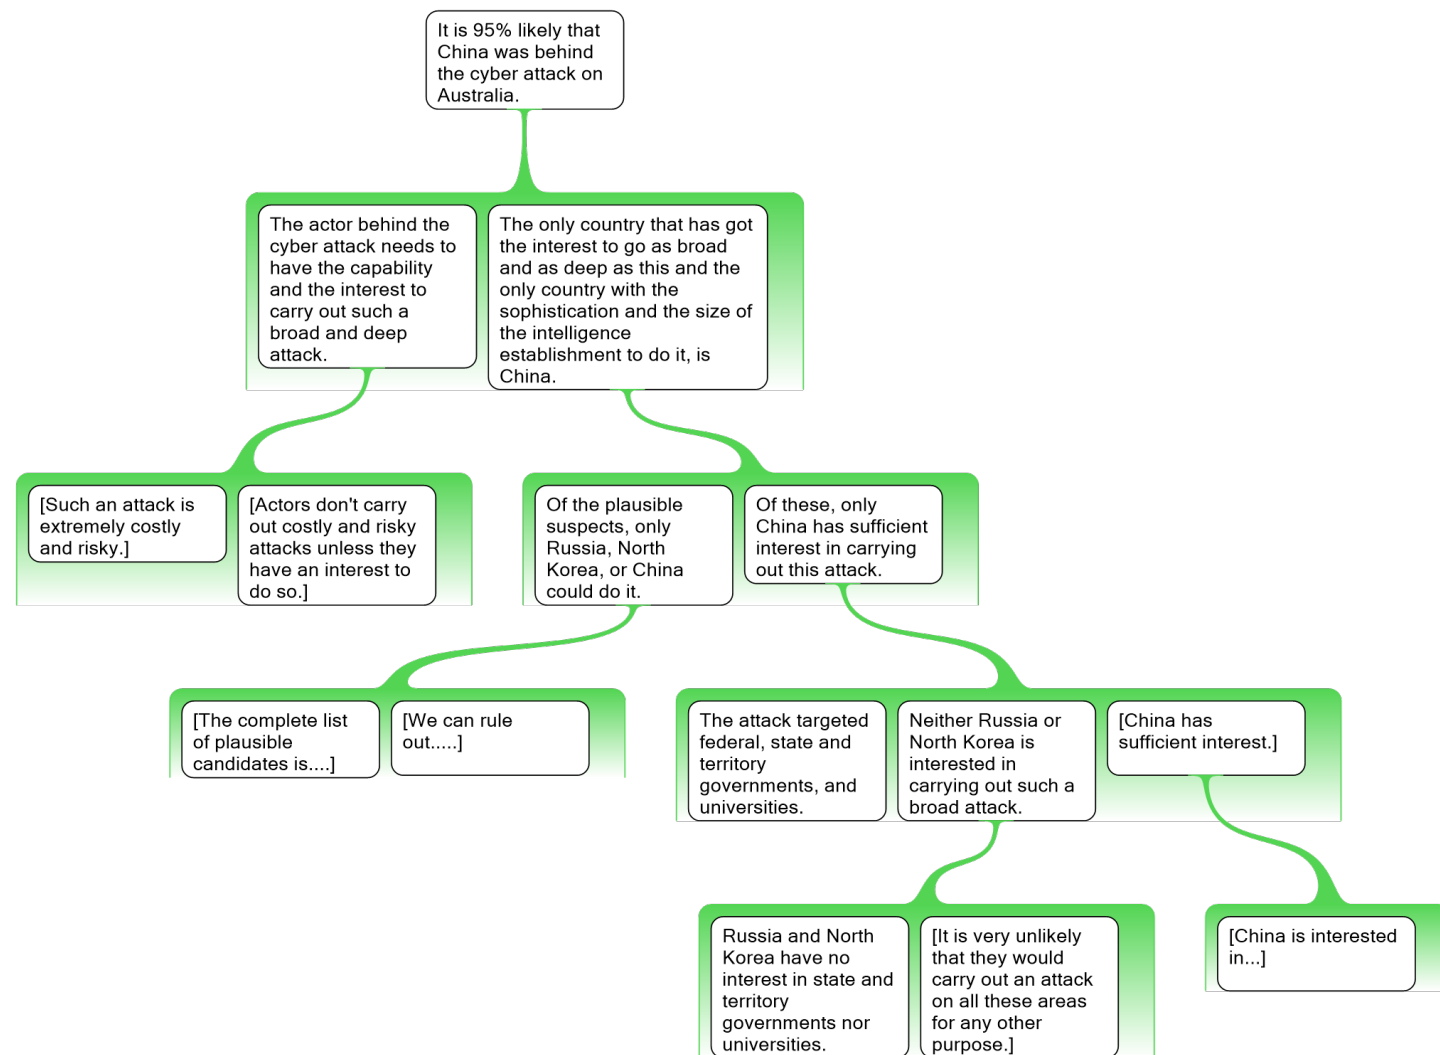 It is 95% likely that
China was behind
the cyber attack on
Australia.
The actor behind the
cyber attack needs to
have the capability
and the interest to
carry out such a
broad and deep
attack.
The only country that has got
the interest to go as broad
and as deep as this and the
only country with the
sophistication and the size of
the intelligence
establishment to do it, is
China.
[Such an attack is
extremely costly
and risky.]
[Actors don't carry
out costly and risky
attacks unless they
have an interest to
do so.]
Of the plausible
suspects, only
Russia, North
Korea, or China
could do it.
Of these, only
China has sufficient
interest in carrying
out this attack.
[The complete list
of plausible
candidates is....]
[We can rule
out.....]
The attack targeted
federal, state and
territory
governments, and
universities.
Neither Russia or
North Korea is
interested in
carrying out such a
broad attack.
[China has
sufficient interest.]
Russia and North
Korea have no
interest in state and
territory
governments nor
universities.
[It is very unlikely
that they would
carry out an attack
on all these areas
for any other
purpose.]
[China is interested
in...]